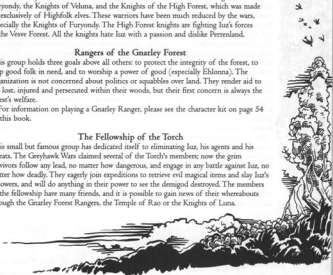 ryondy, the Knights of Veluna, and the Knights of the High Forest, which was made
exclusively of Highfolk elves. These warriors have been much reduced by the wars,
ecially the Knights of Furyondy. The High Forest knights are fighting Iuz's forces
the Vesve Forest. All the knights hate Iuz with a passion and dislike Perrenland.
Rangers of the Gnarley Forest
is group holds three goals above all others: to protect the integrity of the forest, to
p good folk in need, and to worship a power of good (especially Ehlonna). The
anization is not concerned about politics or squabbles over land. They render aid to
lost, injured and persecuted within their woods, but their first concern is always the
est's welfare.
For information on playing a Gnarley Ranger, please see the character kit on page 54
this book.
The Fellowship of the Torch
is small but famous group has dedicated itself to eliminating Iuz, his agents and his
eats. The Greyhawk Wars claimed several of the Torch's members; now the grim
vivors follow any lead, no matter how dangerous, and engage in any battle against Iuz, no
tter how deadly. They eagerly join expeditions to retrieve evil magical items and slay Iuz's
lowers, and will do anything in their power to see the demigod destroyed. The members
the fellowship have many friends, and it is possible to gain news of their whereabouts
ough the Gnarley Forest Rangers, the Temple of Rao or the Knights of Luna.